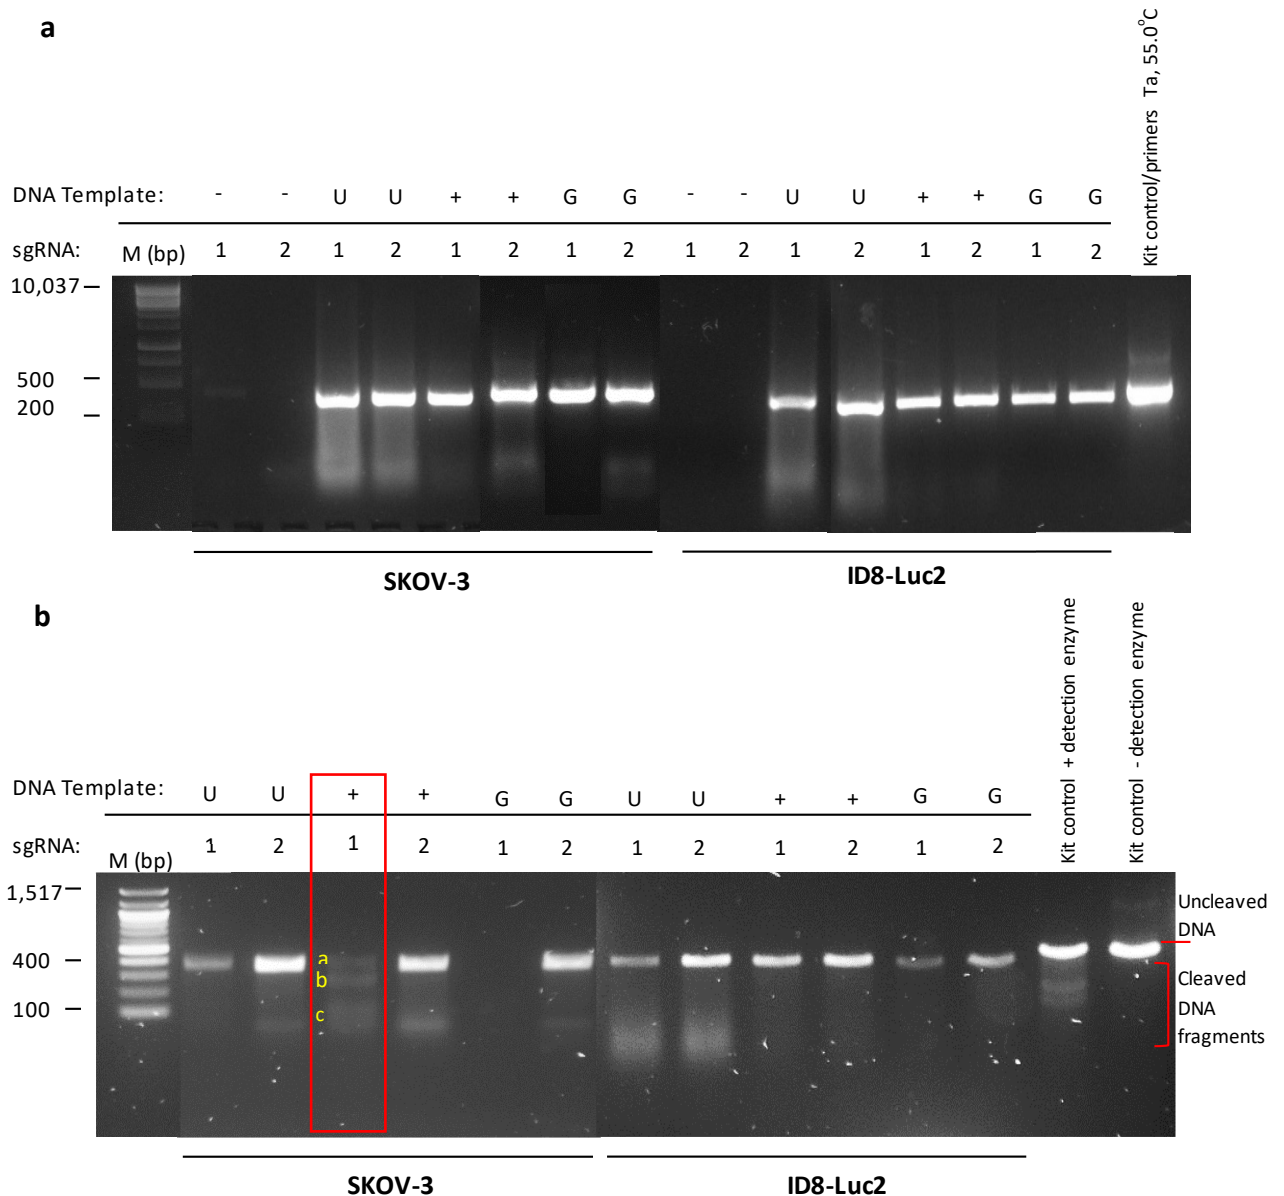 a
Kit control/primers Ta, 55.0°C
DNA Template: - - U U + + G G - - U U + + G G
sgRNA: M (bp) 1 2 1 2 1 2 1 2 1 2 1 2 1 2 1 2
10,037
500
200
SKOV-3 ID8-Luc2
b
Kit control + detection enzyme
Kit control - detection enzyme
DNA Template: U U + + G G U U + + G G
sgRNA: M (bp) 1 2 1 2 1 2 1 2 1 2 1 2
1,517
Uncleaved
DNA
400 a
b
Cleaved
100 c
DNA
fragments
SKOV-3 ID8-Luc2